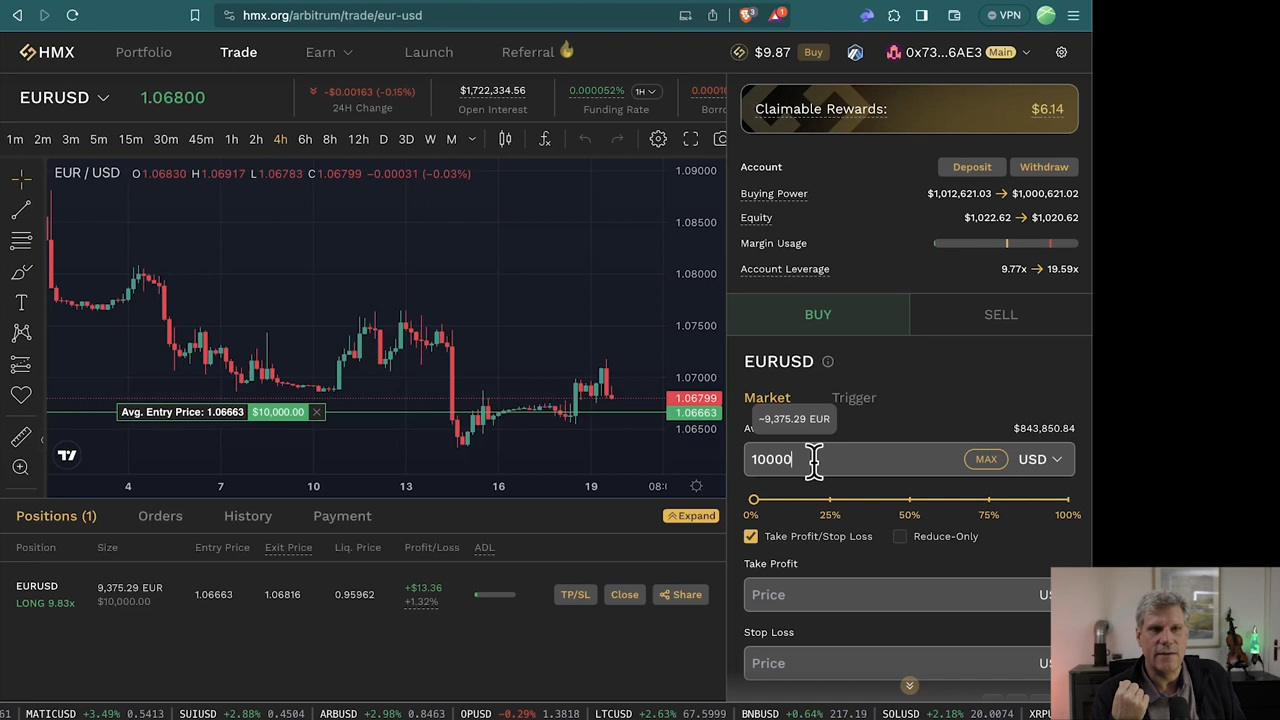 hmx.org/arbitrum/trade/eur-usd
3
1
VPN
HMX
Portfolio
Trade
Earn
Launch
Referral
$9.87
Buy
0x73...6AE3
Main
EURUSD
1.06800
-$0.00163 (-0.15%)
24H Change
$1,722,334.56
Open Interest
0.000052%
1H
Funding Rate
Claimable Rewards:
$6.14
1m 2m 3m 5m 15m 30m 45m 1h 2h 4h 6h 8h 12h D 3D W M
EUR / USD O1.06830 H1.06917 L1.06783 C1.06799 -0.00031 (-0.03%)
1.09000
1.08500
1.08000
1.07500
1.07000
1.06799
1.06663
1.06500
Avg. Entry Price: 1.06663 $10,000.00
4 7 10 13 16 19 08:
Account
Deposit
Withdraw
Buying Power
$1,012,621.03 → $1,000,621.02
Equity
$1,022.62 → $1,020.62
Margin Usage
Account Leverage
9.77x → 19.59x
BUY
SELL
EURUSD
Market
Trigger
~9,375.29 EUR
$843,850.84
10000
MAX
USD
0% 25% 50% 75% 100%
Take Profit/Stop Loss
Reduce-Only
Take Profit
Price
Stop Loss
Price
Positions (1)
Orders
History
Payment
Expand
Position Size Entry Price Exit Price Liq. Price Profit/Loss ADL
EURUSD 9,375.29 EUR 1.06663 1.06816 0.95962 +$13.36
LONG 9.83x $10,000.00 +1.32%
TP/SL
Close
Share
61 MATICUSD +3.49% 0.5413 SUIUSD +2.88% 0.4504 ARBUSD +2.98% 0.8463 OPUSD -0.29% 1.3818 LTCUSD +2.63% 67.5999 BNBUSD +0.64% 217.19 SOLUSD +2.18% 20.0074